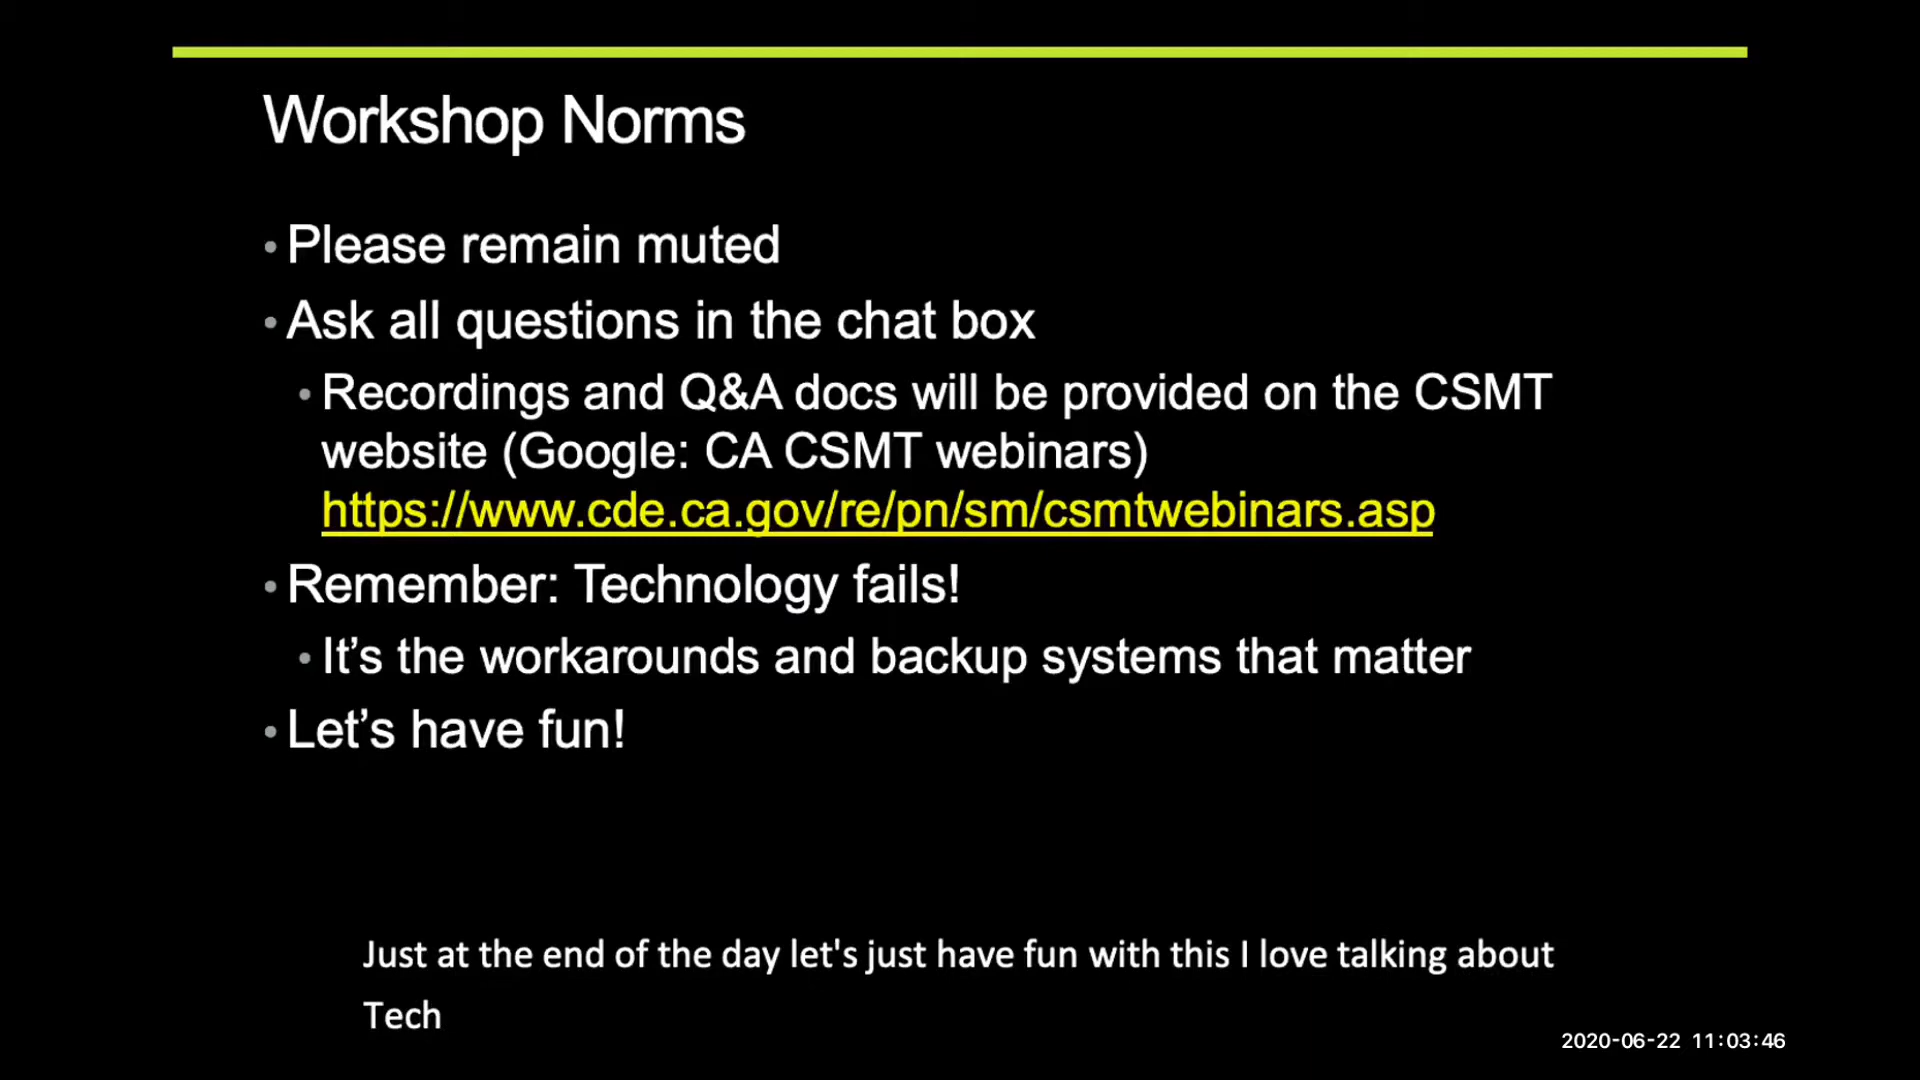 Workshop Norms
• Please remain muted
• Ask all questions in the chat box
• Recordings and Q&A docs will be provided on the CSMT
website (Google: CA CSMT webinars)
https://www.cde.ca.gov/re/pn/sm/csmtwebinars.asp
• Remember: Technology fails!
• It’s the workarounds and backup systems that matter
• Let’s have fun!
Just at the end of the day let's just have fun with this I love talking about
Tech
2020-06-22 11:03:46